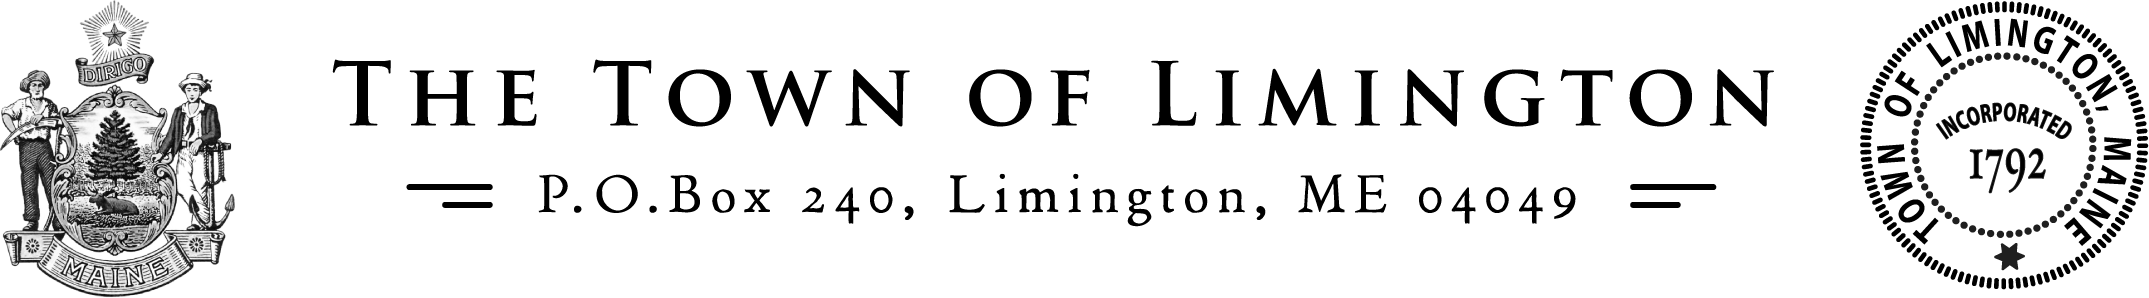 DIRIGO
MAINE
THE TOWN OF LIMINGTON
P.O.Box 240, Limington, ME 04049
TOWN OF LIMINGTON, MAINE
INCORPORATED
1792